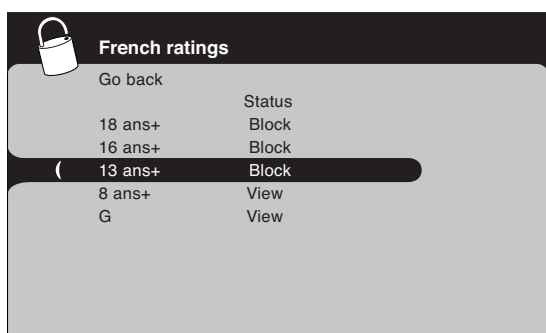 French ratings
Go back
Status
18 ans+ Block
16 ans+ Block
13 ans+ Block
8 ans+ View
G View